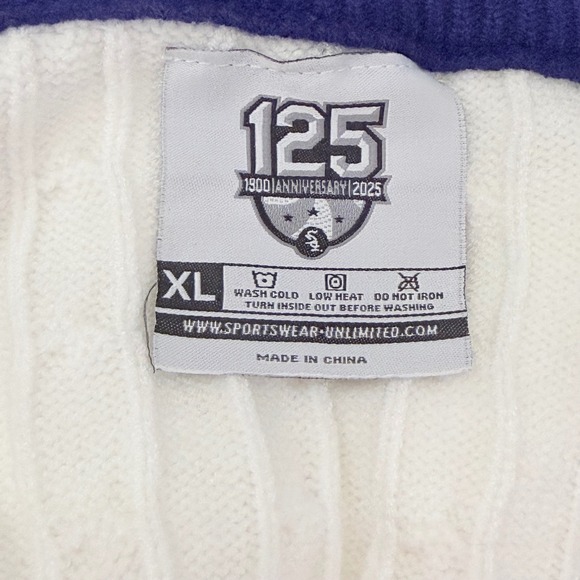 125
1900 ANNIVERSARY 2025
Sox
XL
WASH COLD LOW HEAT DO NOT IRON
TURN INSIDE OUT BEFORE WASHING
WWW.SPORTSWEAR-UNLIMITED.COM
MADE IN CHINA